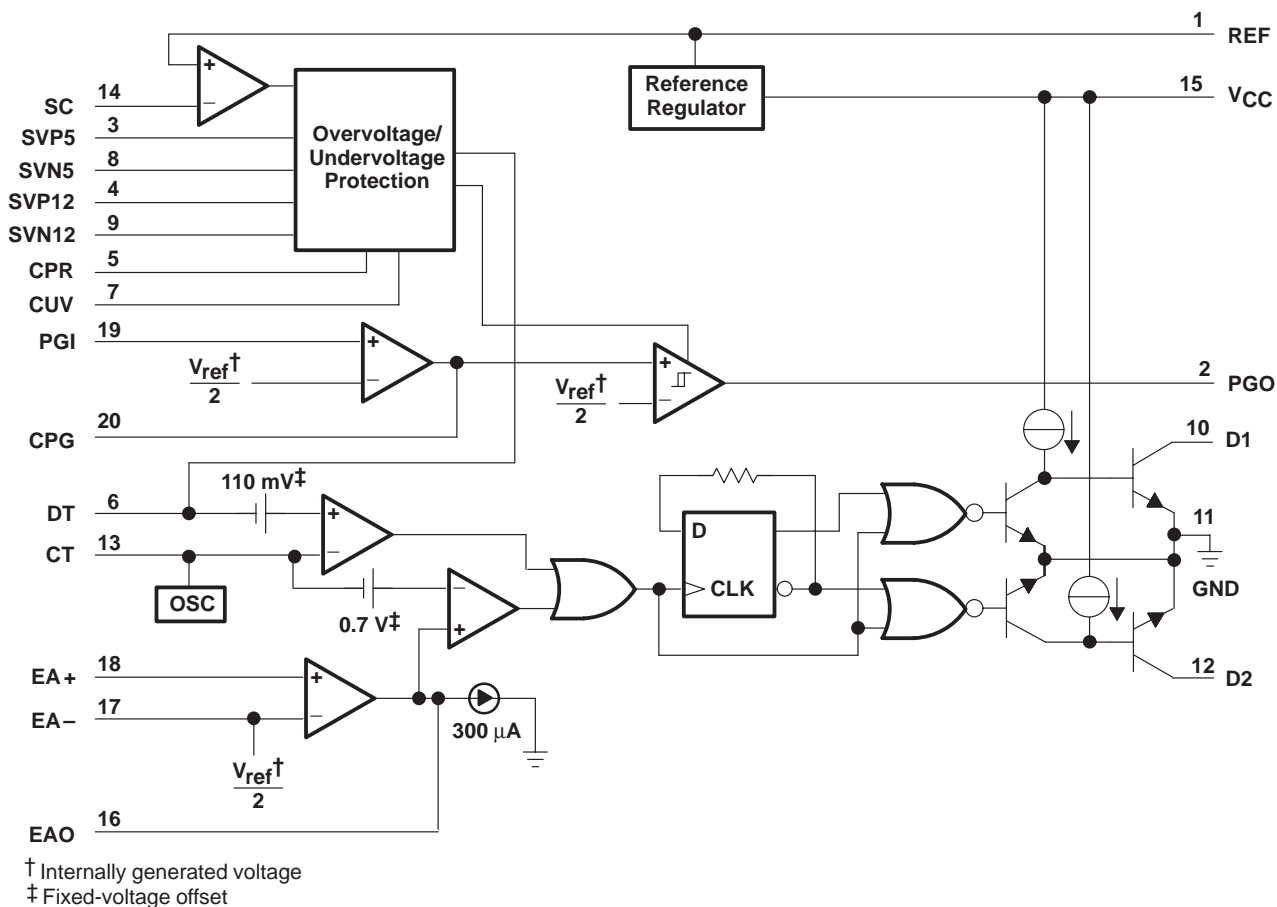 1
REF
Reference
Regulator
15
VCC
+
−
14
SC
3
SVP5
8
SVN5
4
SVP12
9
SVN12
5
CPR
7
CUV
Overvoltage/
Undervoltage
Protection
19
PGI
+
−
Vref†
2
+
−
Vref†
2
2
PGO
20
CPG
10
D1
110 mV‡
6
DT
+
−
13
CT
OSC
0.7 V‡
−
+
D
CLK
11
GND
12
D2
18
EA+
+
17
EA−
−
300 μA
Vref†
2
16
EAO
† Internally generated voltage
‡ Fixed-voltage offset